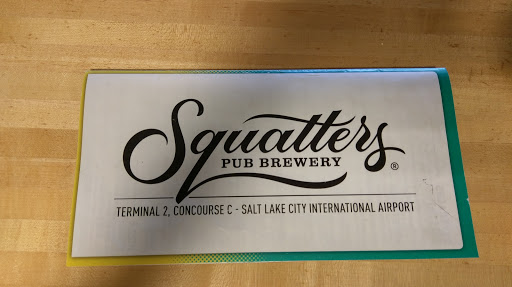 Squatters
PUB BREWERY ®
TERMINAL 2, CONCOURSE C - SALT LAKE CITY INTERNATIONAL AIRPORT